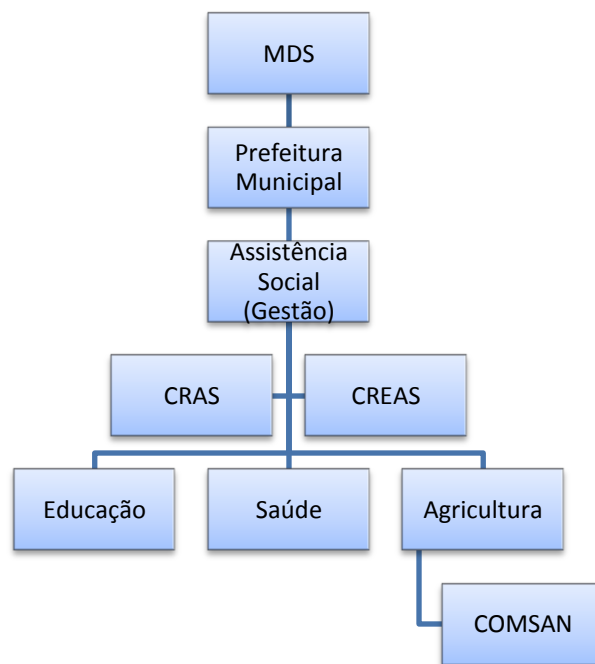 MDS
Prefeitura
Municipal
Assistência
Social
(Gestão)
CRAS
CREAS
Educação
Saúde
Agricultura
COMSAN